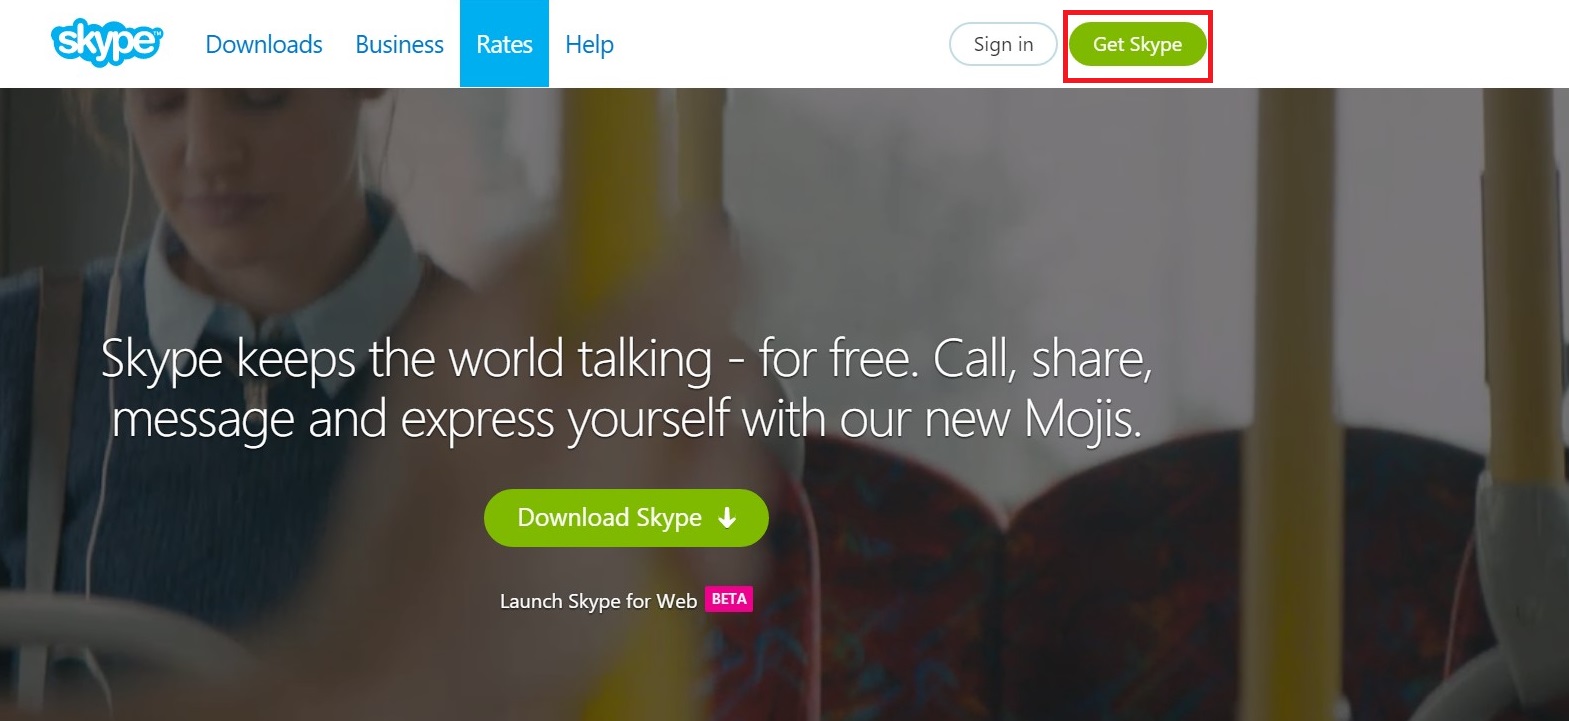 skype™ Downloads Business Rates Help Sign in Get Skype
Skype keeps the world talking - for free. Call, share,
message and express yourself with our new Mojis.
Download Skype
Launch Skype for Web BETA